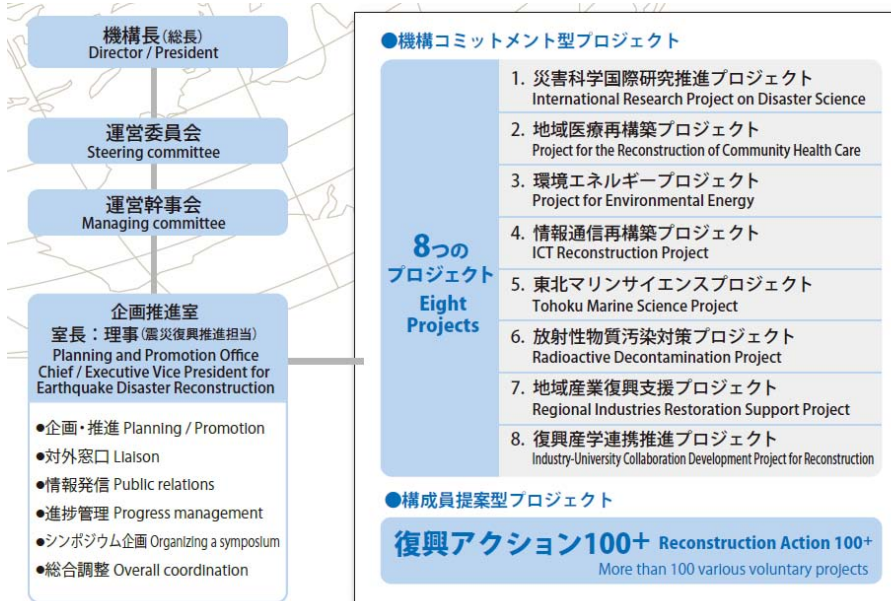 機構長(総長)
Director / President
運営委員会
Steering committee
運営幹事会
Managing committee
企画推進室
室長：理事(震災復興推進担当)
Planning and Promotion Office
Chief / Executive Vice President for
Earthquake Disaster Reconstruction
●企画・推進 Planning / Promotion
●対外窓口 Liaison
●情報発信 Public relations
●進捗管理 Progress management
●シンポジウム企画 Organizing a symposium
●総合調整 Overall coordination
●機構コミットメント型プロジェクト
8つの
プロジェクト
Eight
Projects
1. 災害科学国際研究推進プロジェクト
International Research Project on Disaster Science
2. 地域医療再構築プロジェクト
Project for the Reconstruction of Community Health Care
3. 環境エネルギープロジェクト
Project for Environmental Energy
4. 情報通信再構築プロジェクト
ICT Reconstruction Project
5. 東北マリンサイエンスプロジェクト
Tohoku Marine Science Project
6. 放射性物質汚染対策プロジェクト
Radioactive Decontamination Project
7. 地域産業復興支援プロジェクト
Regional Industries Restoration Support Project
8. 復興産学連携推進プロジェクト
Industry-University Collaboration Development Project for Reconstruction
●構成員提案型プロジェクト
復興アクション100+ Reconstruction Action 100+
More than 100 various voluntary projects